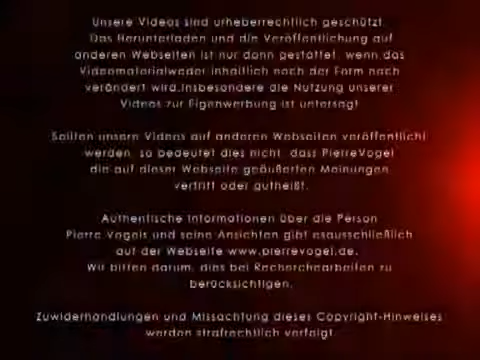 Unsere Videos sind urheberrechtlich geschützt.
Das Herunterladen und die Veröffentlichung auf
anderen Webseiten ist nur dann gestattet, wenn das
Videomaterialweder inhaltlich noch der Form nach
verändert wird.Insbesondere die Nutzung unserer
Videos zur Eigenwerbung ist untersagt
Sollten unsere Videos auf anderen Webseiten veröffentlicht
werden, so bedeutet dies nicht, dass PierreVogel
die auf dieser Webseite geäußerten Meinungen
vertritt oder gutheißt.
Authentische Informationen über die Person
Pierre Vogels und seine Ansichten gibt esausschließlich
auf der Webseite www.pierrevogel.de.
Wir bitten darum, dies bei Recherchearbeiten zu
berücksichtigen.
Zuwiderhandlungen und Missachtung dieses Copyright-Hinweises
werden strafrechtlich verfolgt.